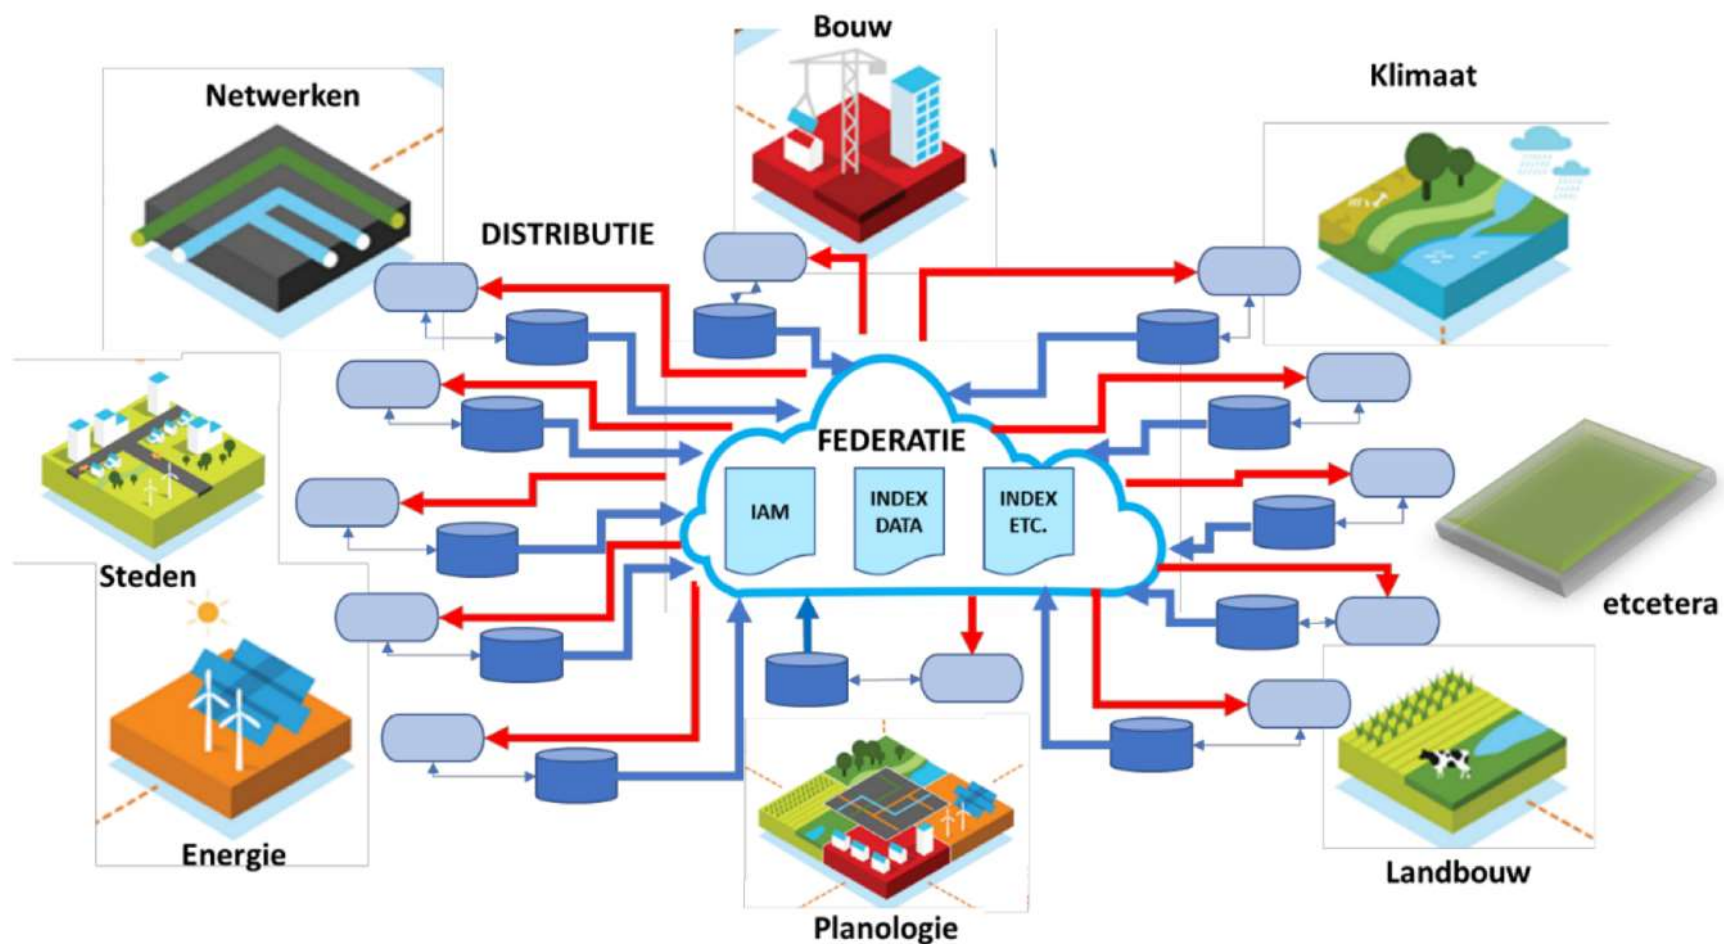 Bouw
Klimaat
Netwerken
DISTRIBUTIE
FEDERATIE
IAM
INDEX
DATA
INDEX
ETC.
Steden
etcetera
Energie
Landbouw
Planologie